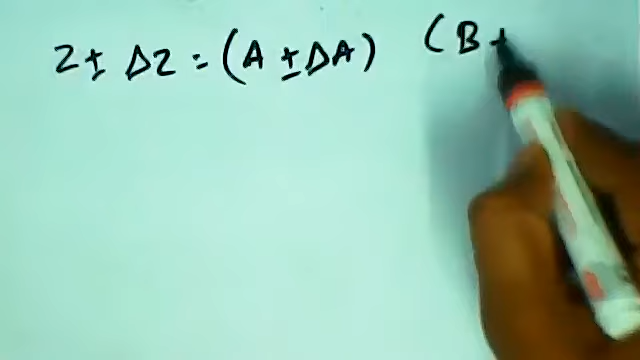 Z ± ΔZ = (A ± ΔA) (B +